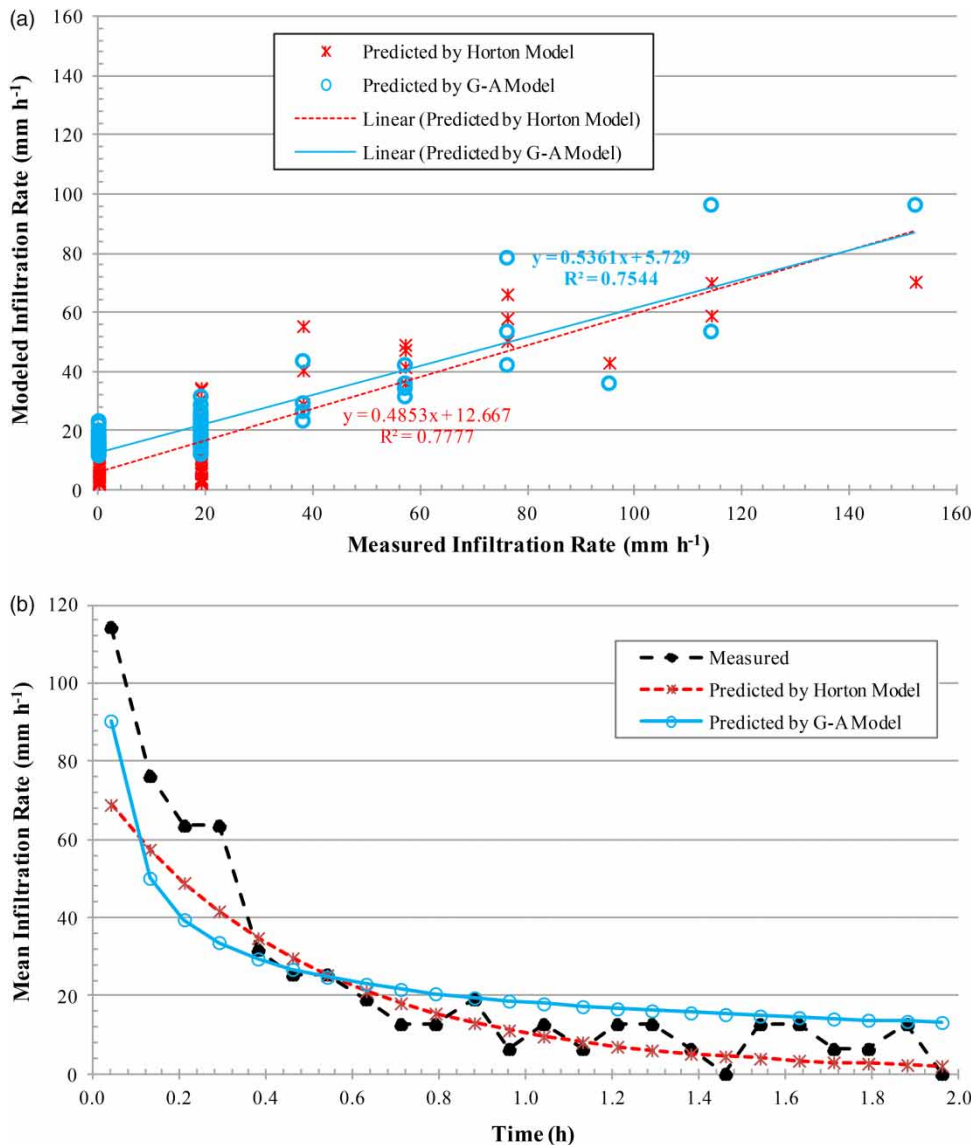 (a)
160
140
120
100
80
60
40
20
0
Modeled Infiltration Rate (mm h-1)
Predicted by Horton Model
Predicted by G-A Model
Linear (Predicted by Horton Model)
Linear (Predicted by G-A Model)
y = 0.5361x + 5.729
R² = 0.7544
y = 0.4853x + 12.667
R² = 0.7777
0 20 40 60 80 100 120 140 160
Measured Infiltration Rate (mm h-1)
(b)
120
100
80
60
40
20
0
Mean Infiltration Rate (mm h-1)
Measured
Predicted by Horton Model
Predicted by G-A Model
0.0 0.2 0.4 0.6 0.8 1.0 1.2 1.4 1.6 1.8 2.0
Time (h)